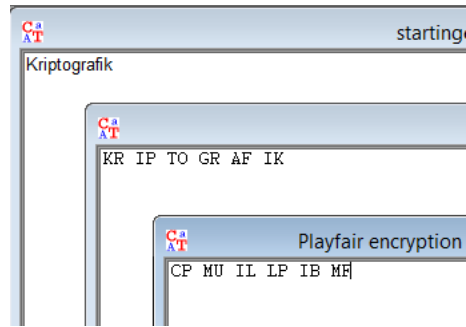 startinge
Kriptografik
KR IP TO GR AF IK
Playfair encryption
CP MU IL LP IB MF